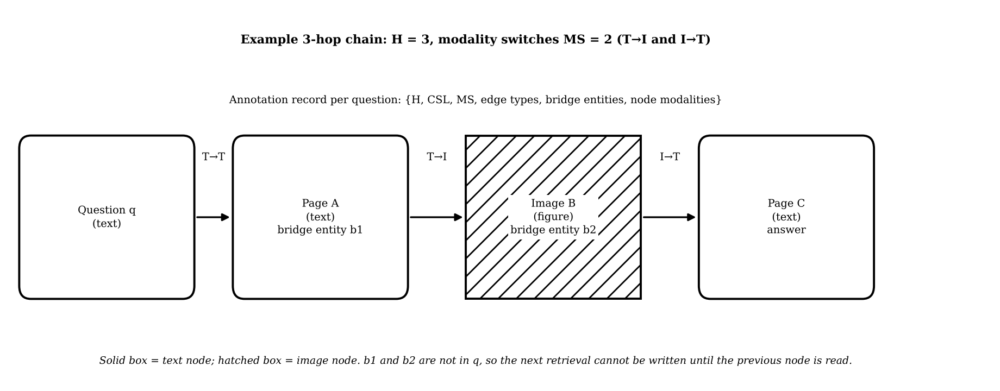 Example 3-hop chain: H = 3, modality switches MS = 2 (T→I and I→T)
Annotation record per question: {H, CSL, MS, edge types, bridge entities, node modalities}
T→T
T→I
I→T
Question q
(text)
Page A
(text)
bridge entity b1
Image B
(figure)
bridge entity b2
Page C
(text)
answer
Solid box = text node; hatched box = image node. b1 and b2 are not in q, so the next retrieval cannot be written until the previous node is read.